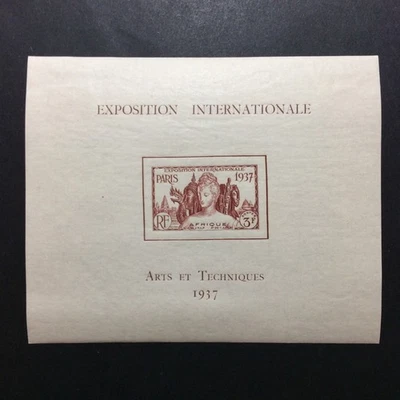 EXPOSITION INTERNATIONALE
EXPOSITION INTERNATIONALE
PARIS 1937
RF AFRIQUE 3F
ARTS ET TECHNIQUES
1937